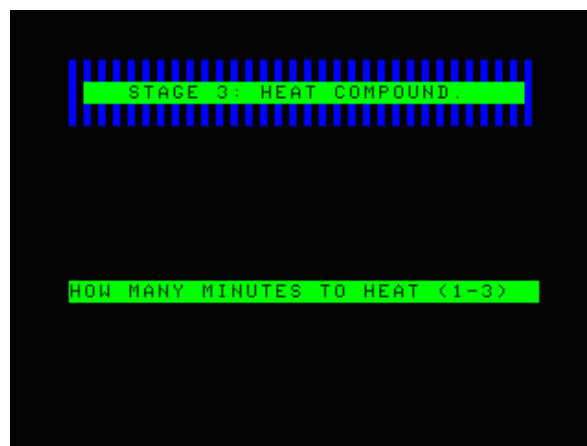 STAGE 3: HEAT COMPOUND.
HOW MANY MINUTES TO HEAT (1-3)